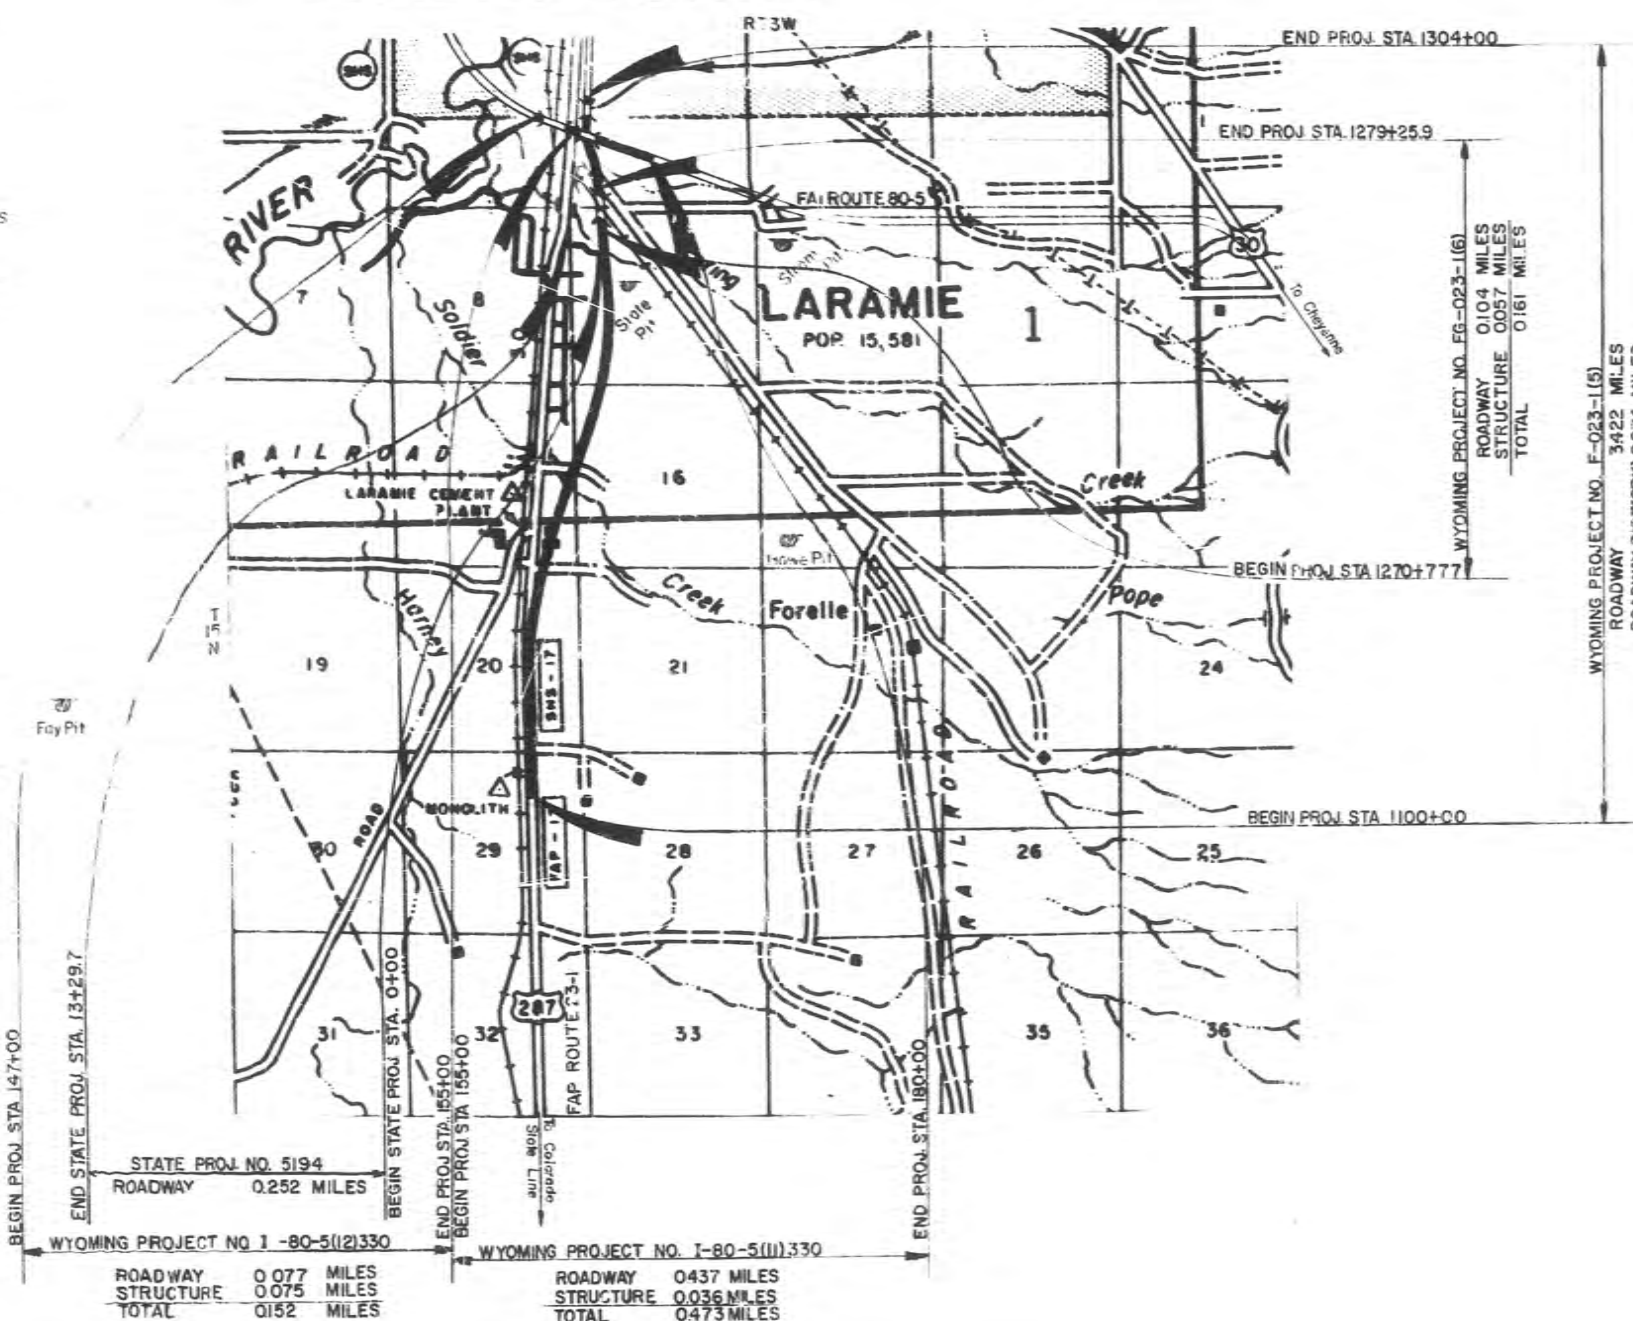 R73W
END PROJ. STA. 1304+00
END PROJ. STA. 1279+25.9
RIVER
FAI ROUTE 80-5
30
To Cheyenne
7
8
Soldier
State Pit
LARAMIE
POP. 15,581
1
RAILROAD
LARAMIE CEMENT
PLANT
16
Creek
WYOMING PROJECT NO. FG-023-1(6)
ROADWAY 0.104 MILES
STRUCTURE 0.057 MILES
TOTAL 0.161 MILES
WYOMING PROJECT NO. F-023-1(5)
ROADWAY 3.422 MILES
BEGIN PROJ. STA. 1270+77.7
T
15
N
Harney
Creek
Forelle
Pope
19
20
21
24
SHS-17
Fay Pit
MONOLITH
ROAD
RAILROAD
BEGIN PROJ. STA. 1100+00
30
29
FAP-17
28
27
26
25
31
32
287
FAP ROUTE 23-1
33
35
36
To Colorado
State Line
BEGIN PROJ. STA. 147+00
END STATE PROJ. STA. 13+29.7
BEGIN STATE PROJ. STA. 0+00
END PROJ. STA. 155+00
BEGIN PROJ. STA. 155+00
END PROJ. STA. 180+00
STATE PROJ. NO. 5194
ROADWAY 0.252 MILES
WYOMING PROJECT NO. I-80-5(12)330
ROADWAY 0.077 MILES
STRUCTURE 0.075 MILES
TOTAL 0.152 MILES
WYOMING PROJECT NO. I-80-5(11)330
ROADWAY 0.437 MILES
STRUCTURE 0.036 MILES
TOTAL 0.473 MILES